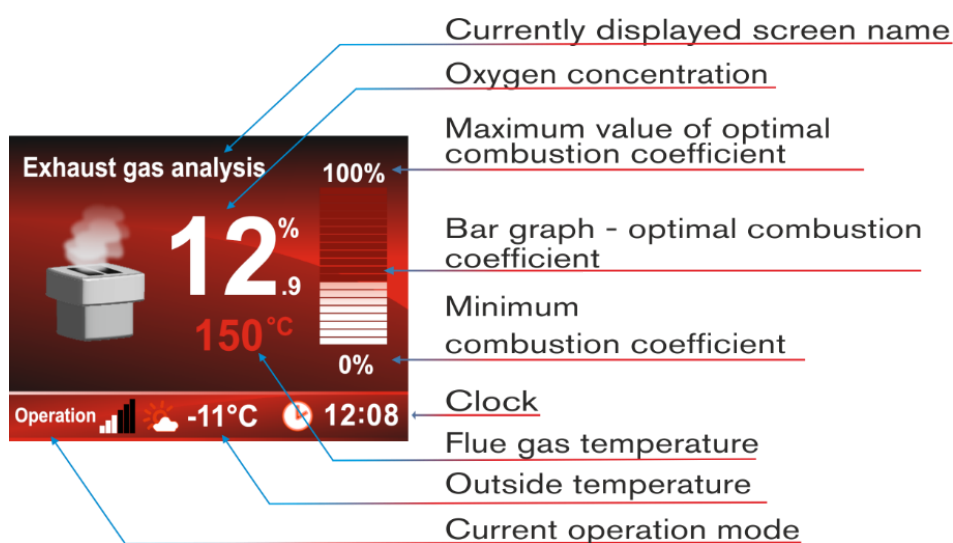 Currently displayed screen name
Oxygen concentration
Maximum value of optimal
combustion coefficient
Exhaust gas analysis
100%
12.9%
Bar graph - optimal combustion
coefficient
150°C
Minimum
combustion coefficient
0%
Operation
-11°C
12:08
Clock
Flue gas temperature
Outside temperature
Current operation mode